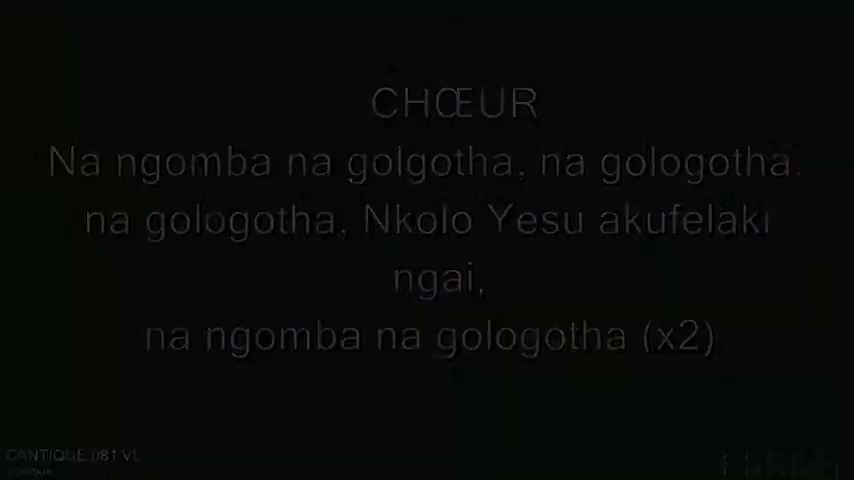 CHŒUR
Na ngomba na golgotha, na gologotha.
na gologotha, Nkolo Yesu akufelaki
ngai,
na ngomba na gologotha (x2)
CANTIQUE 081 VL